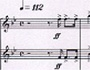 = 112
ff
ff